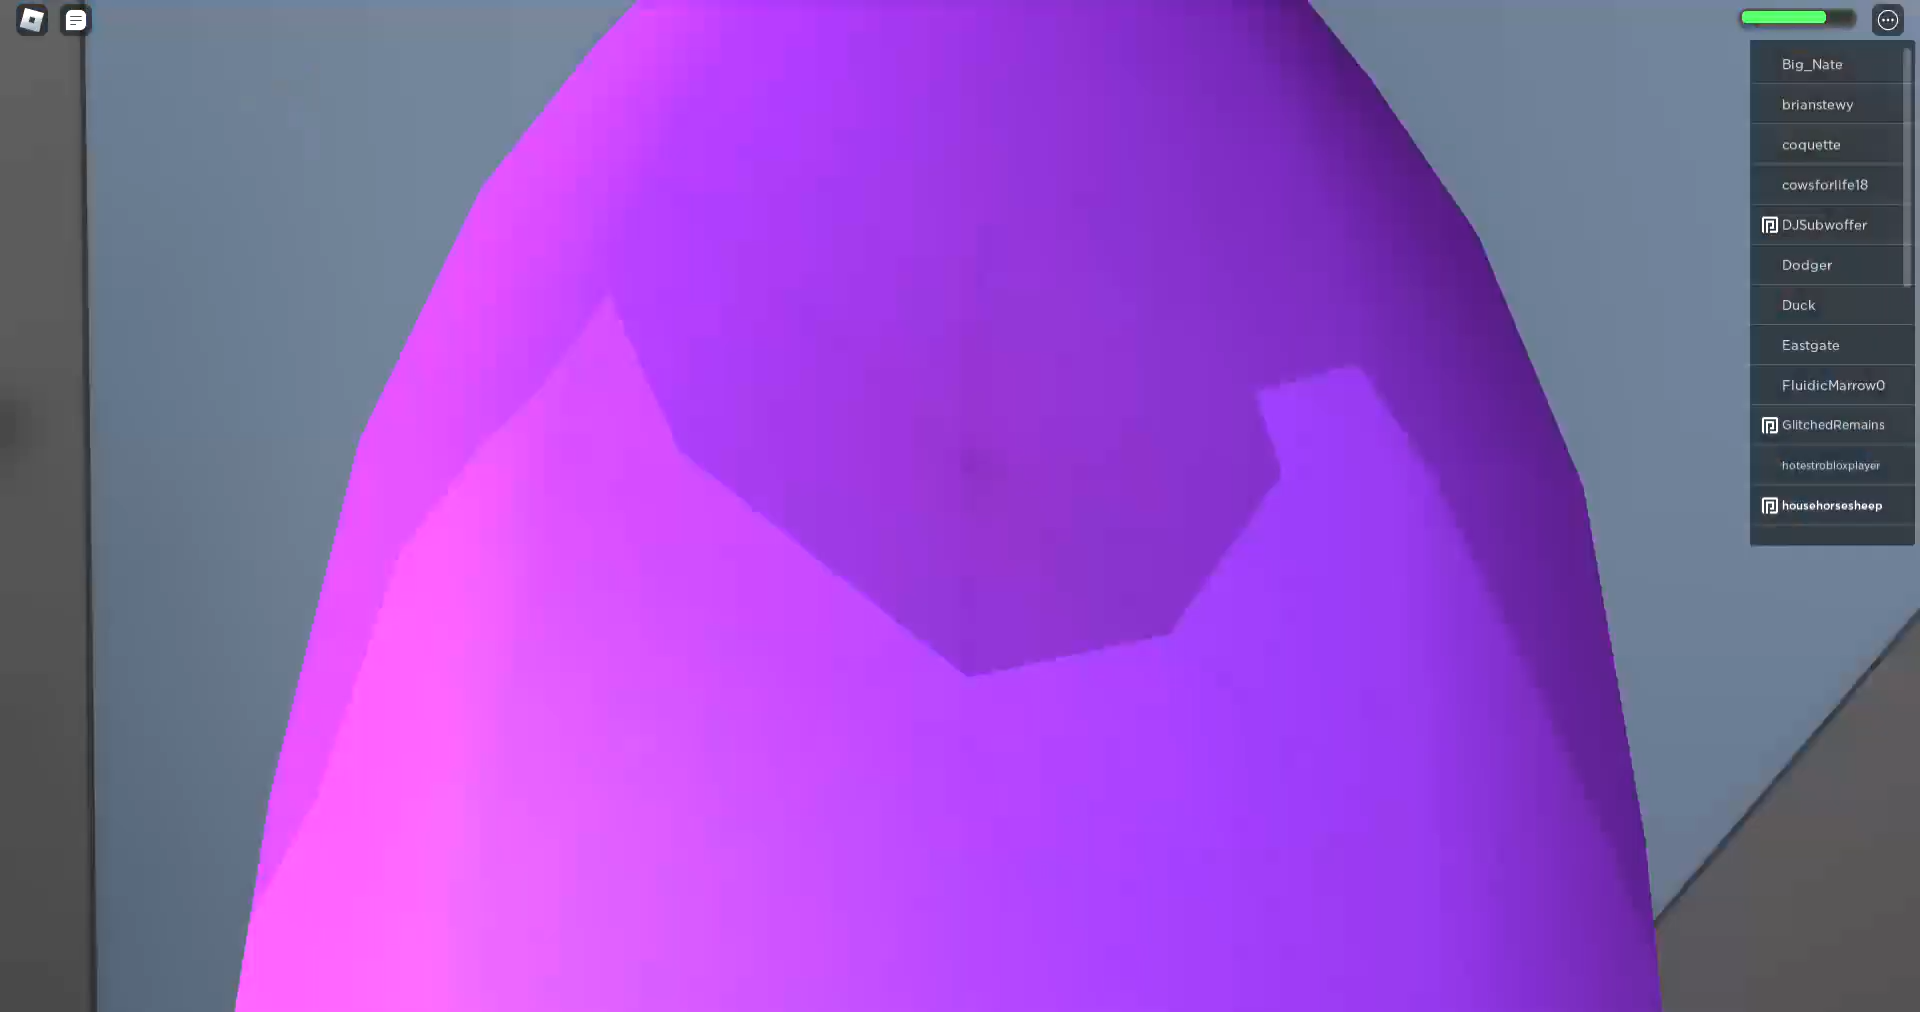 Big_Nate
brianstewy
coquette
cowsforlife18
DJSubwoffer
Dodger
Duck
Eastgate
FluidicMarrow0
GlitchedRemains
hotestrobloxplayer
househorsesheep